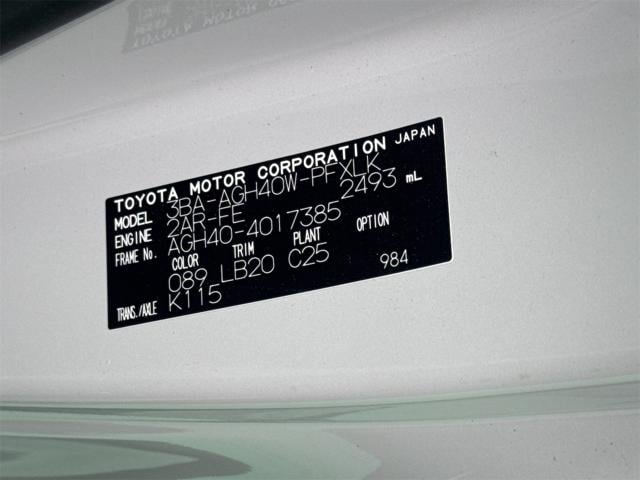 TOYOTA MOTOR CORPORATION JAPAN
MODEL 3BA-AGH40W-PFXLK
ENGINE 2AR-FE 2493 mL
FRAME No. AGH40-4017385
COLOR TRIM PLANT OPTION
089 LB20 C25 984
TRANS./AXLE K115